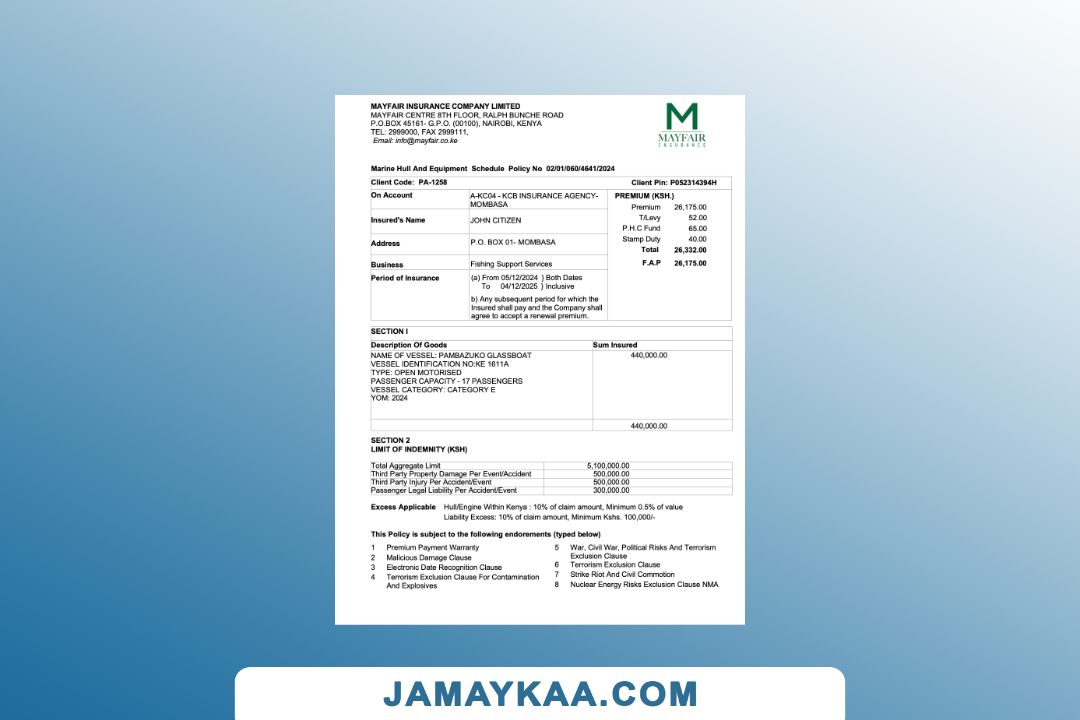 MAYFAIR INSURANCE COMPANY LIMITED
MAYFAIR CENTRE 8TH FLOOR, RALPH BUNCHE ROAD
P.O.BOX 45161- G.P.O. (00100), NAIROBI, KENYA
TEL: 2999000, FAX 2999111,
Email: info@mayfair.co.ke
M
MAYFAIR
INSURANCE
Marine Hull And Equipment Schedule Policy No 02/01/060/4641/2024
Client Code: PA-1258 Client Pin: P052314394H
On Account A-KC04 - KCB INSURANCE AGENCY-
MOMBASA
Insured's Name JOHN CITIZEN
Address P.O. BOX 01- MOMBASA
Business Fishing Support Services
Period of Insurance (a) From 05/12/2024 } Both Dates
To 04/12/2025 } Inclusive
b) Any subsequent period for which the
Insured shall pay and the Company shall
agree to accept a renewal premium.
PREMIUM (KSH.)
Premium 26,175.00
T/Levy 52.00
P.H.C Fund 65.00
Stamp Duty 40.00
Total 26,332.00
F.A.P 26,175.00
SECTION I
Description Of Goods Sum Insured
NAME OF VESSEL: PAMBAZUKO GLASSBOAT 440,000.00
VESSEL IDENTIFICATION NO:KE 1611A
TYPE: OPEN MOTORISED
PASSENGER CAPACITY - 17 PASSENGERS
VESSEL CATEGORY: CATEGORY E
YOM: 2024
440,000.00
SECTION 2
LIMIT OF INDEMNITY (KSH)
Total Aggregate Limit 5,100,000.00
Third Party Property Damage Per Event/Accident 500,000.00
Third Party Injury Per Accident/Event 500,000.00
Passenger Legal Liability Per Accident/Event 300,000.00
Excess Applicable Hull/Engine Within Kenya : 10% of claim amount, Minimum 0.5% of value
Liability Excess: 10% of claim amount, Minimum Kshs. 100,000/-
This Policy is subject to the following endorements (typed below)
1 Premium Payment Warranty
2 Malicious Damage Clause
3 Electronic Date Recognition Clause
4 Terrorism Exclusion Clause For Contamination
And Explosives
5 War, Civil War, Political Risks And Terrorism
Exclusion Clause
6 Terrorism Exclusion Clause
7 Strike Riot And Civil Commotion
8 Nuclear Energy Risks Exclusion Clause NMA
JAMAYKAA.COM